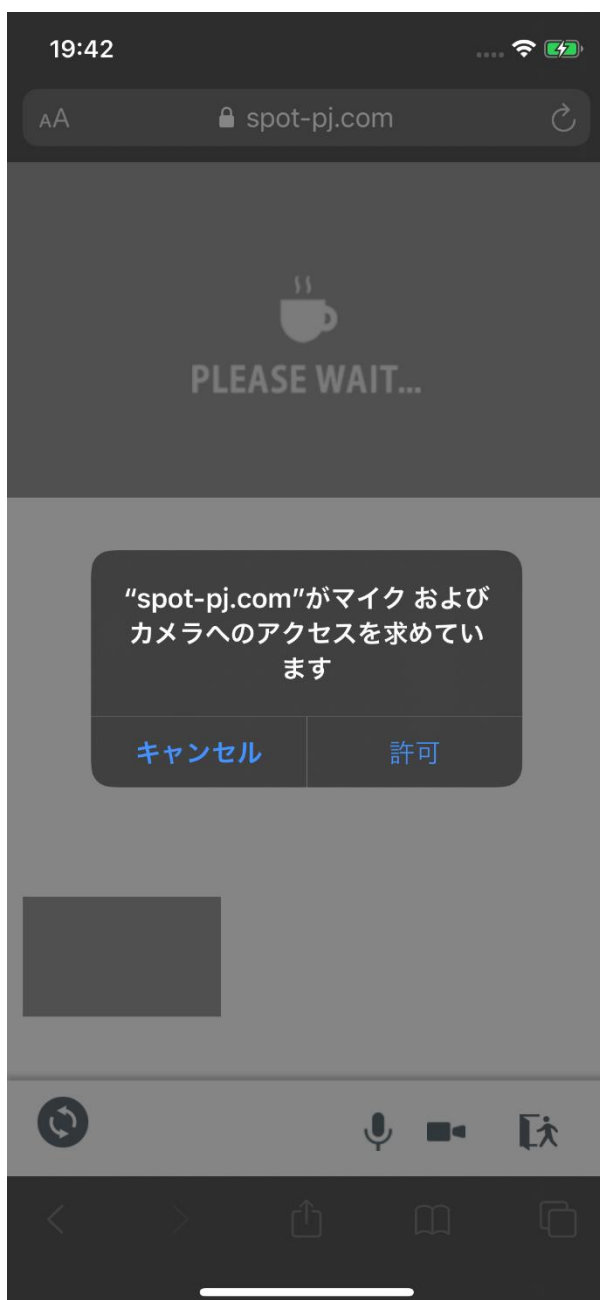 19:42
AA
spot-pj.com
PLEASE WAIT...
“spot-pj.com”がマイク および
カメラへのアクセスを求めてい
ます
キャンセル
許可